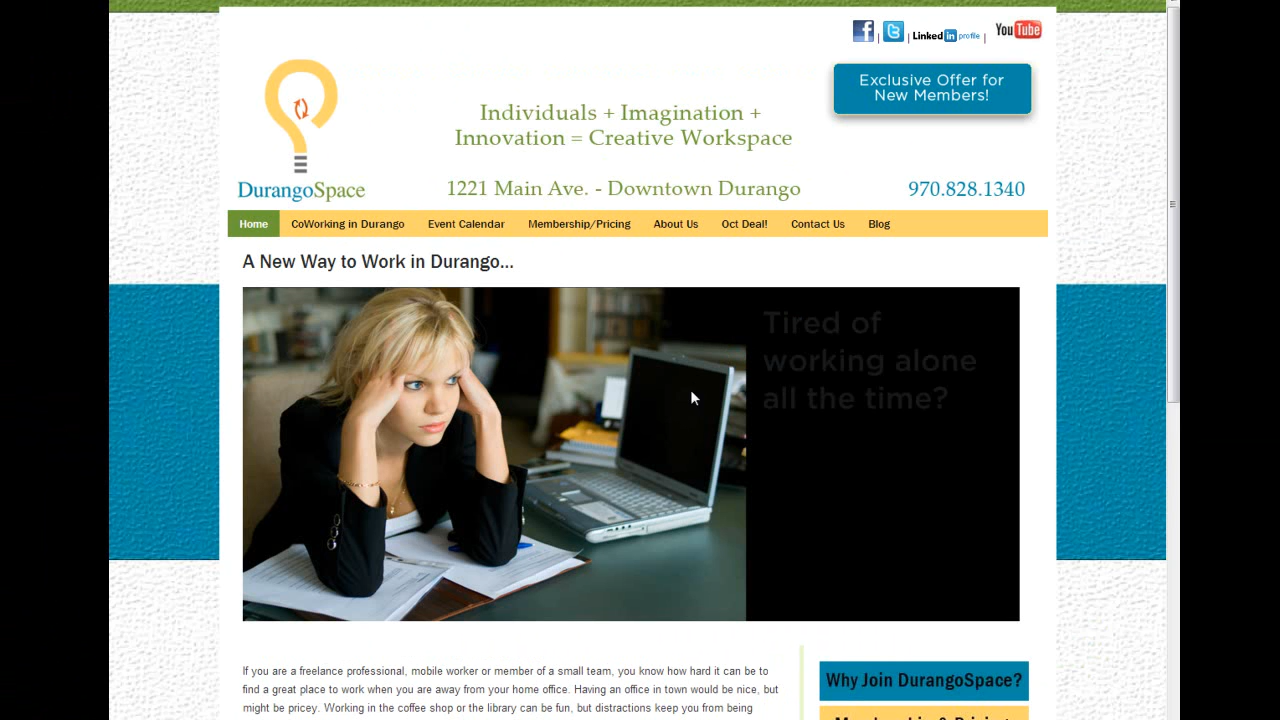 You Tube
Linked in profile
Exclusive Offer for
New Members!
Individuals + Imagination +
Innovation = Creative Workspace
DurangoSpace
1221 Main Ave. - Downtown Durango
970.828.1340
Home CoWorking in Durango Event Calendar Membership/Pricing About Us Oct Deal! Contact Us Blog
A New Way to Work in Durango...
Tired of
working alone
all the time?
If you are a freelance professional, mobile worker or member of a small team, you know how hard it can be to
find a great place to work when you are away from your home office. Having an office in town would be nice, but
might be pricey. Working in the coffee shop or the library can be fun, but distractions keep you from being
Why Join DurangoSpace?
Membership & Pricing